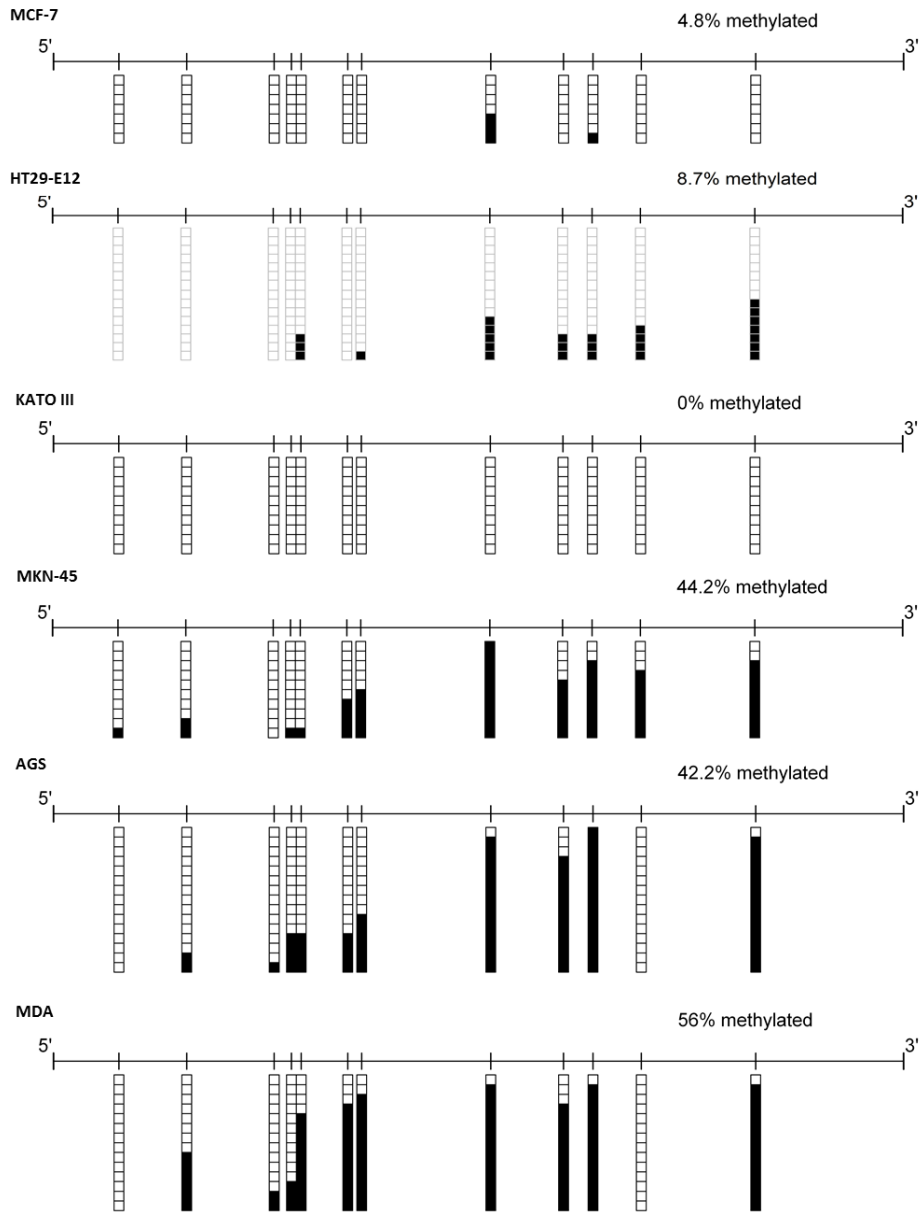 MCF-7
4.8% methylated
5' 3'
HT29-E12
8.7% methylated
5' 3'
KATO III
0% methylated
5' 3'
MKN-45
44.2% methylated
5' 3'
AGS
42.2% methylated
5' 3'
MDA
56% methylated
5' 3'